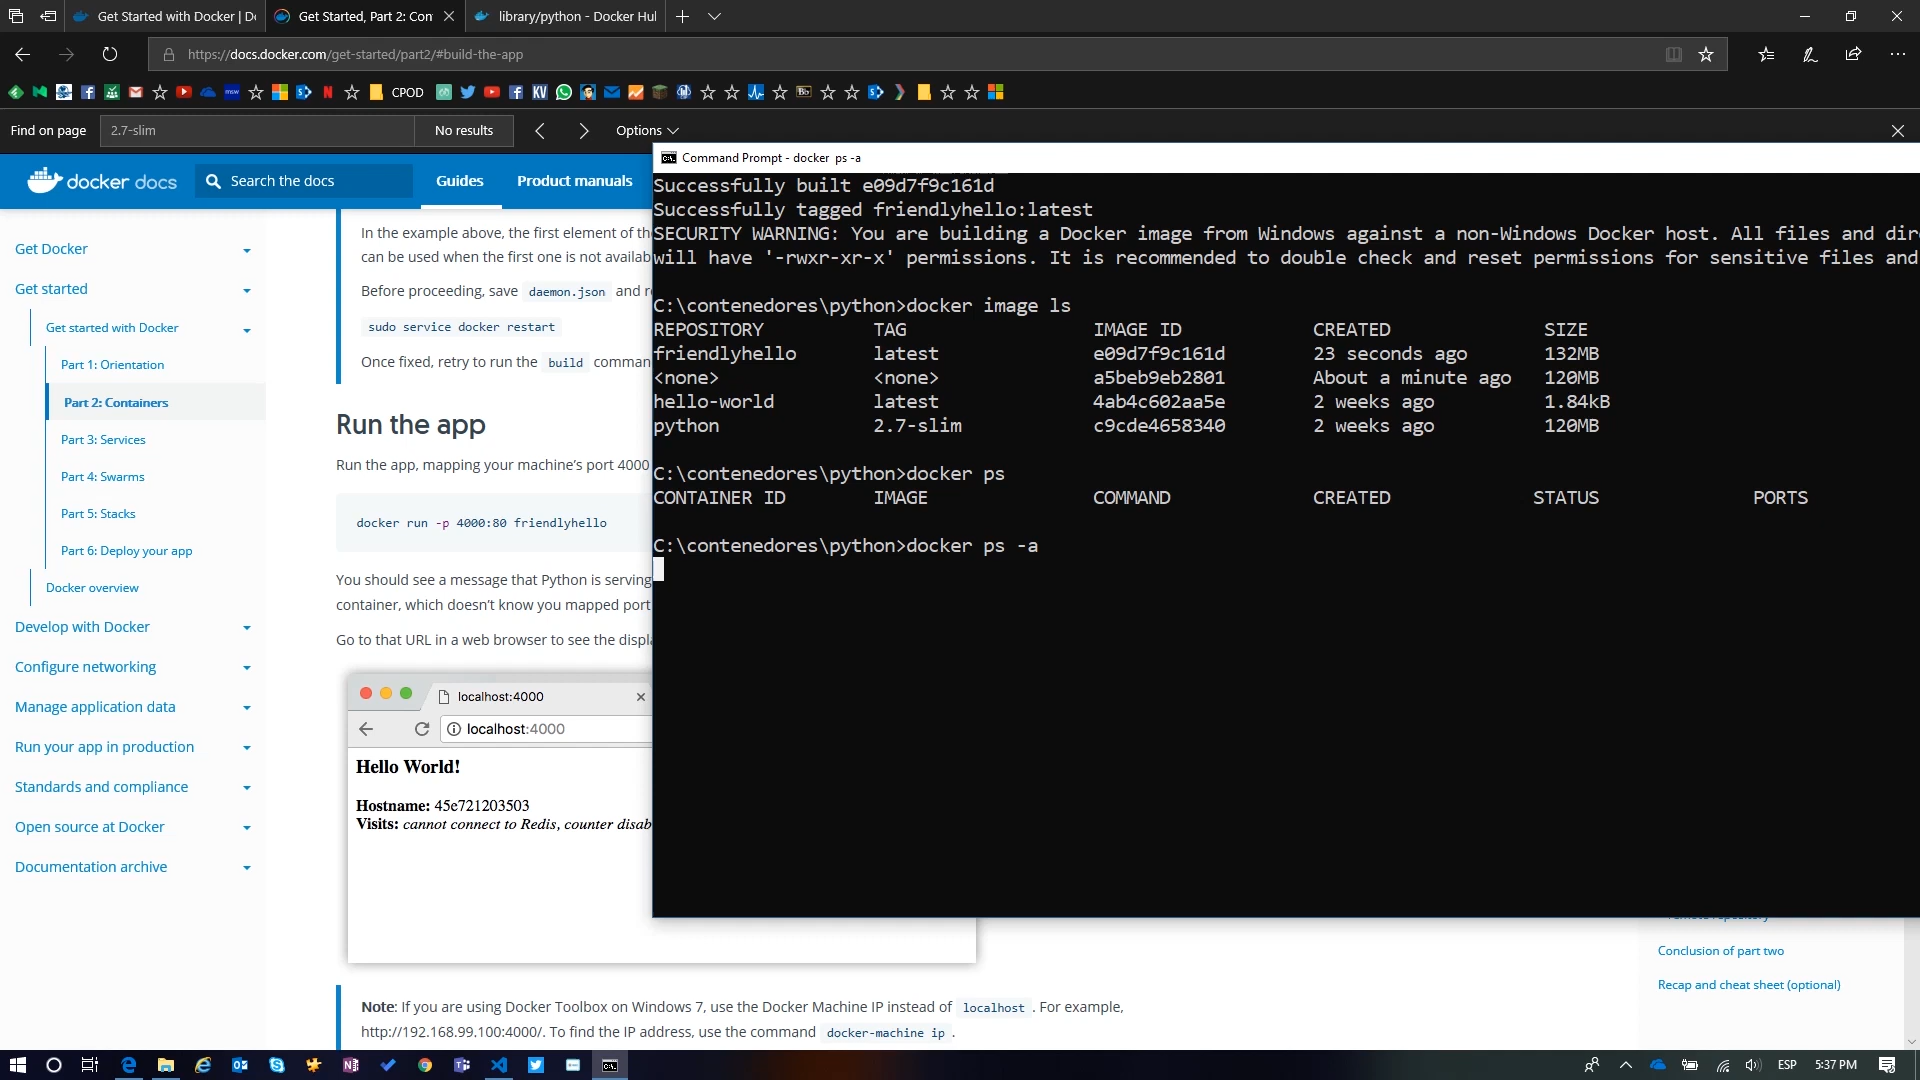 Get Started with Docker | D
Get Started, Part 2: Con
library/python - Docker Hul
https://docs.docker.com/get-started/part2/#build-the-app
CPOD
Find on page
2.7-slim
No results
Options
docker docs
Search the docs
Guides
Product manuals
Get Docker
Get started
Get started with Docker
Part 1: Orientation
Part 2: Containers
Part 3: Services
Part 4: Swarms
Part 5: Stacks
Part 6: Deploy your app
Docker overview
Develop with Docker
Configure networking
Manage application data
Run your app in production
Standards and compliance
Open source at Docker
Documentation archive
In the example above, the first element of the
can be used when the first one is not availab
Before proceeding, save daemon.json and re
sudo service docker restart
Once fixed, retry to run the build comman
Run the app
Run the app, mapping your machine’s port 4000
docker run -p 4000:80 friendlyhello
You should see a message that Python is serving
container, which doesn’t know you mapped port
Go to that URL in a web browser to see the displa
localhost:4000
localhost:4000
Hello World!
Hostname: 45e721203503
Visits: cannot connect to Redis, counter disab
Note: If you are using Docker Toolbox on Windows 7, use the Docker Machine IP instead of localhost . For example,
http://192.168.99.100:4000/. To find the IP address, use the command docker-machine ip .
Command Prompt - docker ps -a
Successfully built e09d7f9c161d
Successfully tagged friendlyhello:latest
SECURITY WARNING: You are building a Docker image from Windows against a non-Windows Docker host. All files and dire
will have '-rwxr-xr-x' permissions. It is recommended to double check and reset permissions for sensitive files and
C:\contenedores\python>docker image ls
REPOSITORY TAG IMAGE ID CREATED SIZE
friendlyhello latest e09d7f9c161d 23 seconds ago 132MB
<none> <none> a5beb9eb2801 About a minute ago 120MB
hello-world latest 4ab4c602aa5e 2 weeks ago 1.84kB
python 2.7-slim c9cde4658340 2 weeks ago 120MB
C:\contenedores\python>docker ps
CONTAINER ID IMAGE COMMAND CREATED STATUS PORTS
C:\contenedores\python>docker ps -a
Conclusion of part two
Recap and cheat sheet (optional)
ESP
5:37 PM